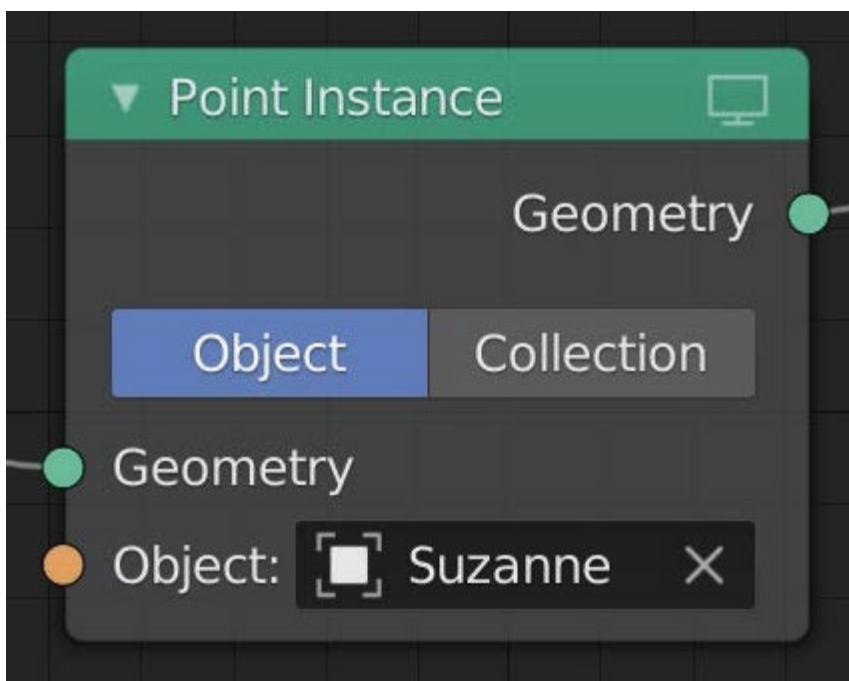 Point Instance
Geometry
Object Collection
Geometry
Object: Suzanne